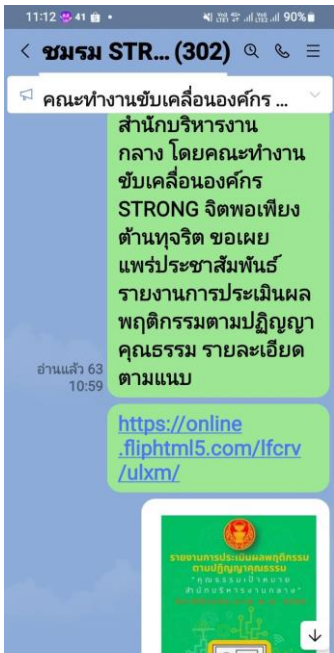 11:12 41
90%
ชมรม STR... (302)
คณะทำงานขับเคลื่อนองค์กร ...
สำนักบริหารงาน
กลาง โดยคณะทำงาน
ขับเคลื่อนองค์กร
STRONG จิตพอเพียง
ต้านทุจริต ขอเผย
แพร่ประชาสัมพันธ์
รายงานการประเมินผล
พฤติกรรมตามปฏิญญา
คุณธรรม รายละเอียด
ตามแนบ
อ่านแล้ว 63
10:59
https://online
.fliphtml5.com/lfcrv
/ulxm/
รายงานการประเมินผลพฤติกรรม
ตามปฏิญญาคุณธรรม
"คุณธรรมเป้าหมาย
สำนักบริหารงานกลาง"